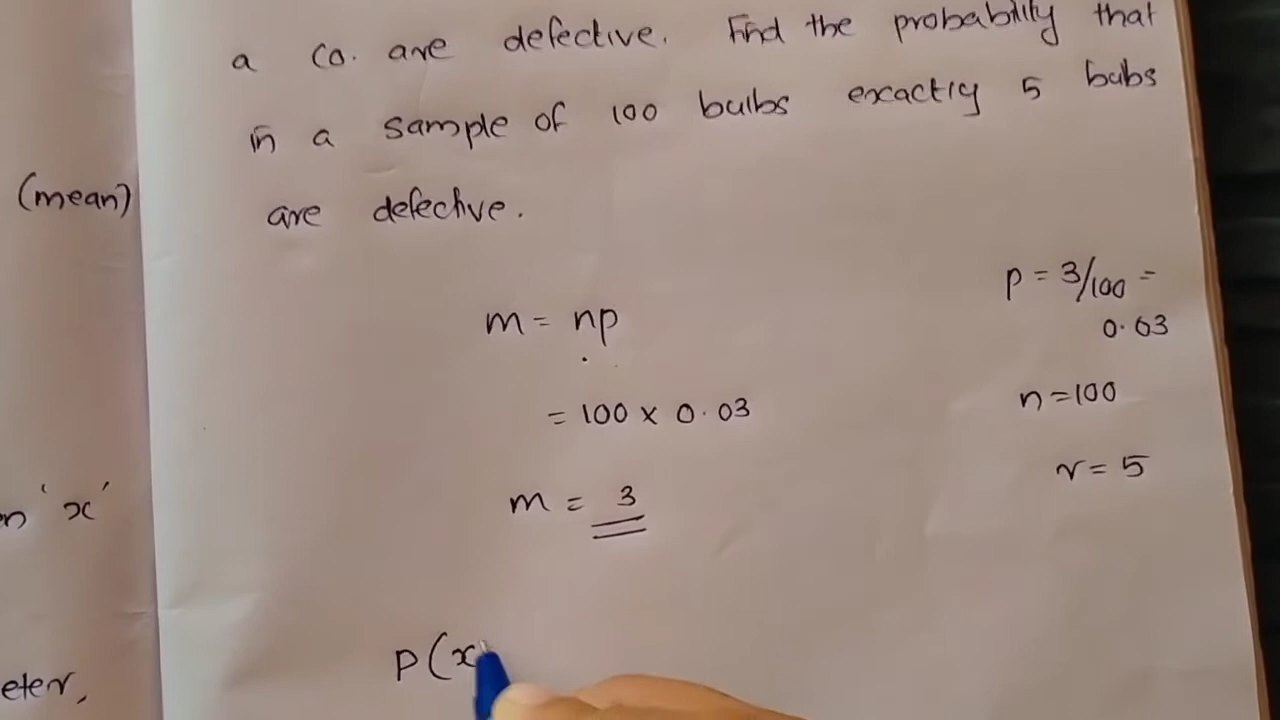 a co. are defective. Find the probability that
in a sample of 100 bulbs exactly 5 bubs
are defective.
(mean)
m = np
= 100 x 0.03
m = 3
p = 3/100 =
0.03
n = 100
r = 5
'x'
P(x